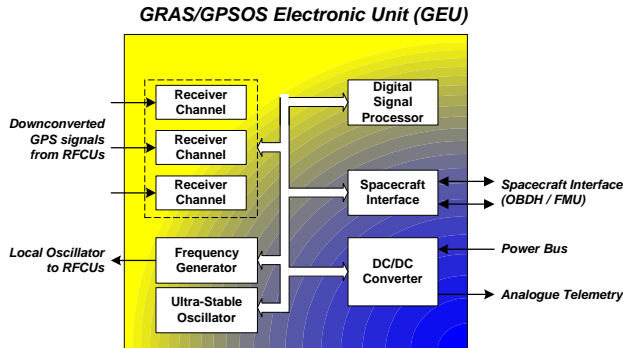 GRAS/GPSOS Electronic Unit (GEU)
Receiver
Channel
Receiver
Channel
Receiver
Channel
Downconverted
GPS signals
from RFCUs
Digital
Signal
Processor
Spacecraft
Interface
Spacecraft Interface
(OBDH / FMU)
Local Oscillator
to RFCUs
Frequency
Generator
Ultra-Stable
Oscillator
DC/DC
Converter
Power Bus
Analogue Telemetry